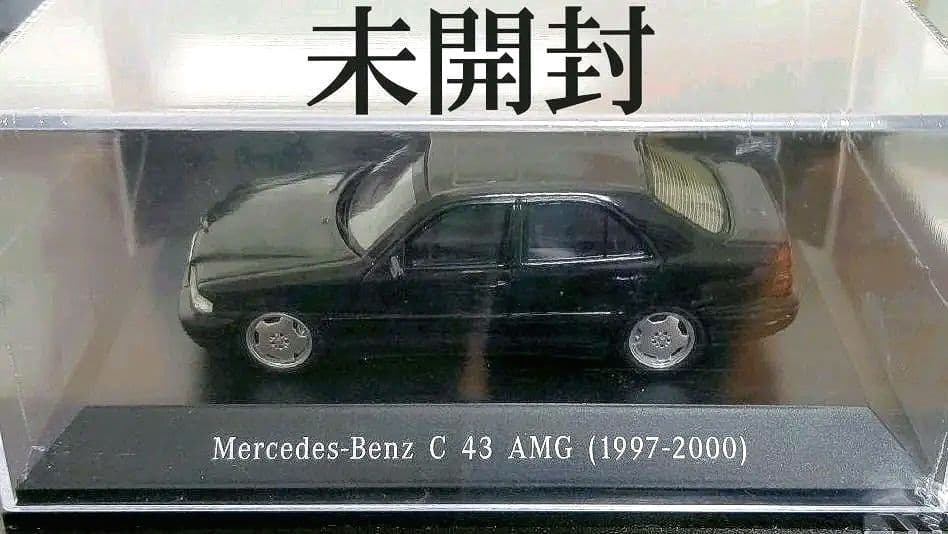 未開封
Mercedes-Benz C 43 AMG (1997-2000)